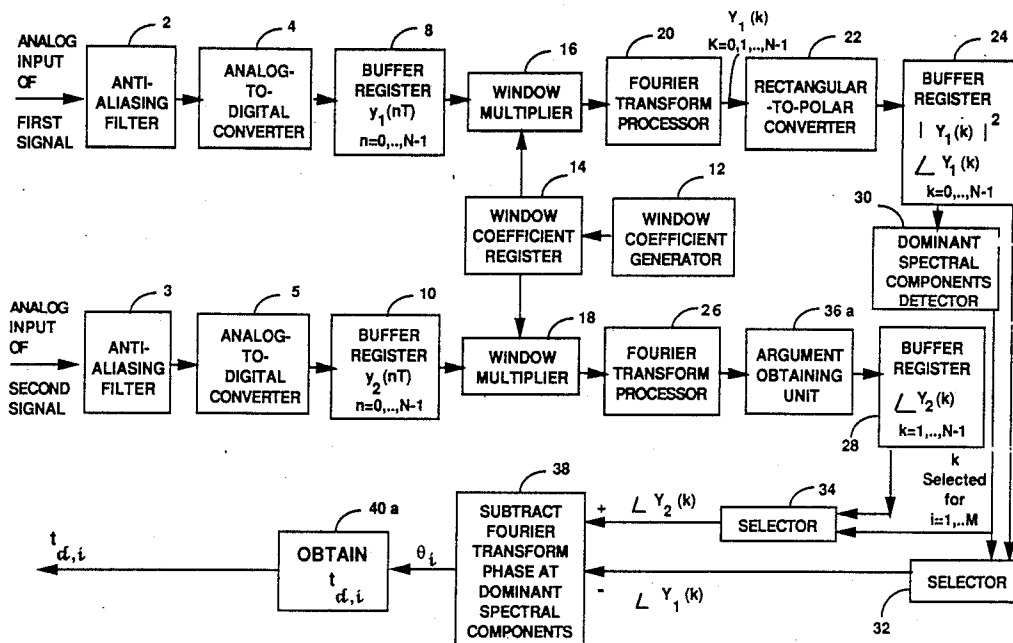 ANALOG
INPUT
OF
FIRST
SIGNAL
2
ANTI-
ALIASING
FILTER
4
ANALOG-
TO-
DIGITAL
CONVERTER
8
BUFFER
REGISTER
y₁(nT)
n=0,..,N-1
16
WINDOW
MULTIPLIER
20
FOURIER
TRANSFORM
PROCESSOR
Y₁(k)
K=0,1,..,N-1
22
RECTANGULAR
-TO-POLAR
CONVERTER
24
BUFFER
REGISTER
| Y₁(k) |²
∠ Y₁(k)
k=0,..,N-1
14
WINDOW
COEFFICIENT
REGISTER
12
WINDOW
COEFFICIENT
GENERATOR
30
DOMINANT
SPECTRAL
COMPONENTS
DETECTOR
ANALOG
INPUT
OF
SECOND
SIGNAL
3
ANTI-
ALIASING
FILTER
5
ANALOG-
TO-
DIGITAL
CONVERTER
10
BUFFER
REGISTER
y₂(nT)
n=0,..,N-1
18
WINDOW
MULTIPLIER
26
FOURIER
TRANSFORM
PROCESSOR
36a
ARGUMENT
OBTAINING
UNIT
BUFFER
REGISTER
∠ Y₂(k)
k=1,..,N-1
28
k
Selected
for
i=1,..M
34
SELECTOR
∠ Y₂(k)
+
38
SUBTRACT
FOURIER
TRANSFORM
PHASE AT
DOMINANT
SPECTRAL
COMPONENTS
SELECTOR
32
-
∠ Y₁(k)
θᵢ
40a
OBTAIN
t d,i
t d,i